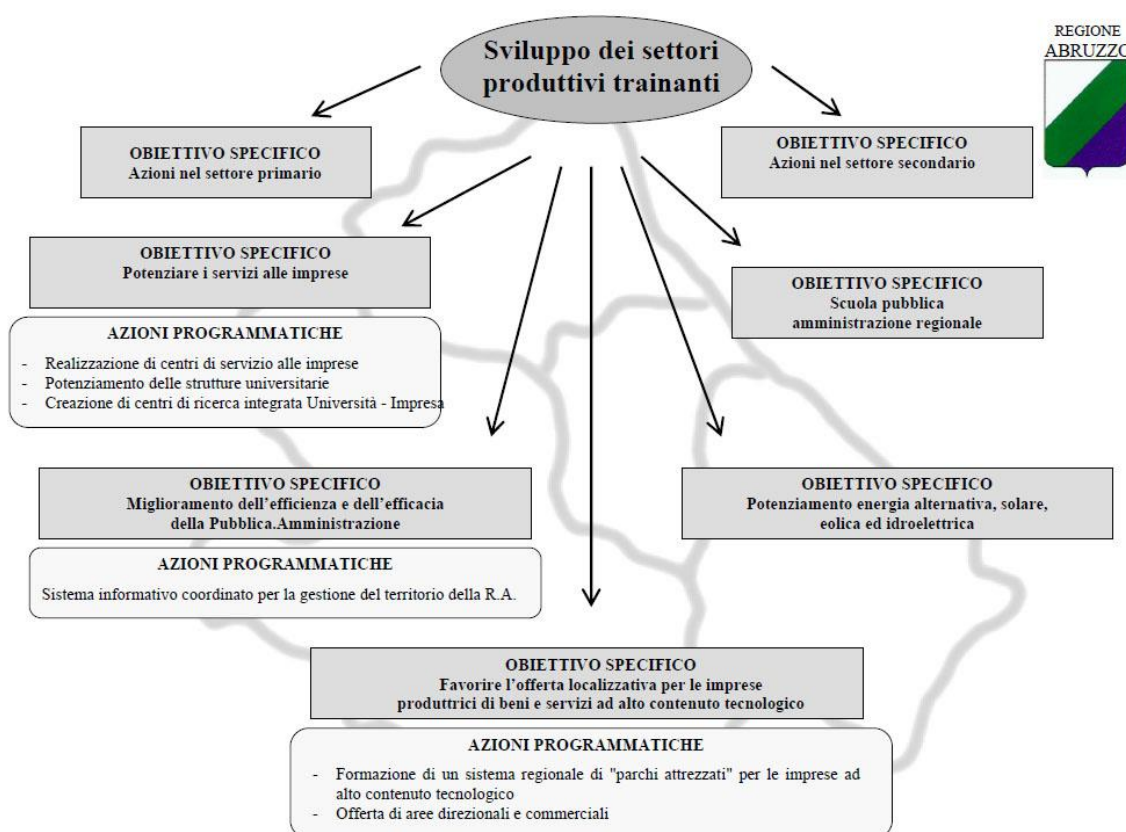 Sviluppo dei settori
produttivi trainanti
REGIONE
ABRUZZO
OBIETTIVO SPECIFICO
Azioni nel settore primario
OBIETTIVO SPECIFICO
Azioni nel settore secondario
OBIETTIVO SPECIFICO
Potenziare i servizi alle imprese
AZIONI PROGRAMMATICHE
- Realizzazione di centri di servizio alle imprese
- Potenziamento delle strutture universitarie
- Creazione di centri di ricerca integrata Università - Impresa
OBIETTIVO SPECIFICO
Scuola pubblica
amministrazione regionale
OBIETTIVO SPECIFICO
Miglioramento dell’efficienza e dell’efficacia
della Pubblica.Amministrazione
AZIONI PROGRAMMATICHE
Sistema informativo coordinato per la gestione del territorio della R.A.
OBIETTIVO SPECIFICO
Potenziamento energia alternativa, solare,
eolica ed idroelettrica
OBIETTIVO SPECIFICO
Favorire l’offerta localizzativa per le imprese
produttrici di beni e servizi ad alto contenuto tecnologico
AZIONI PROGRAMMATICHE
- Formazione di un sistema regionale di "parchi attrezzati" per le imprese ad
alto contenuto tecnologico
- Offerta di aree direzionali e commerciali